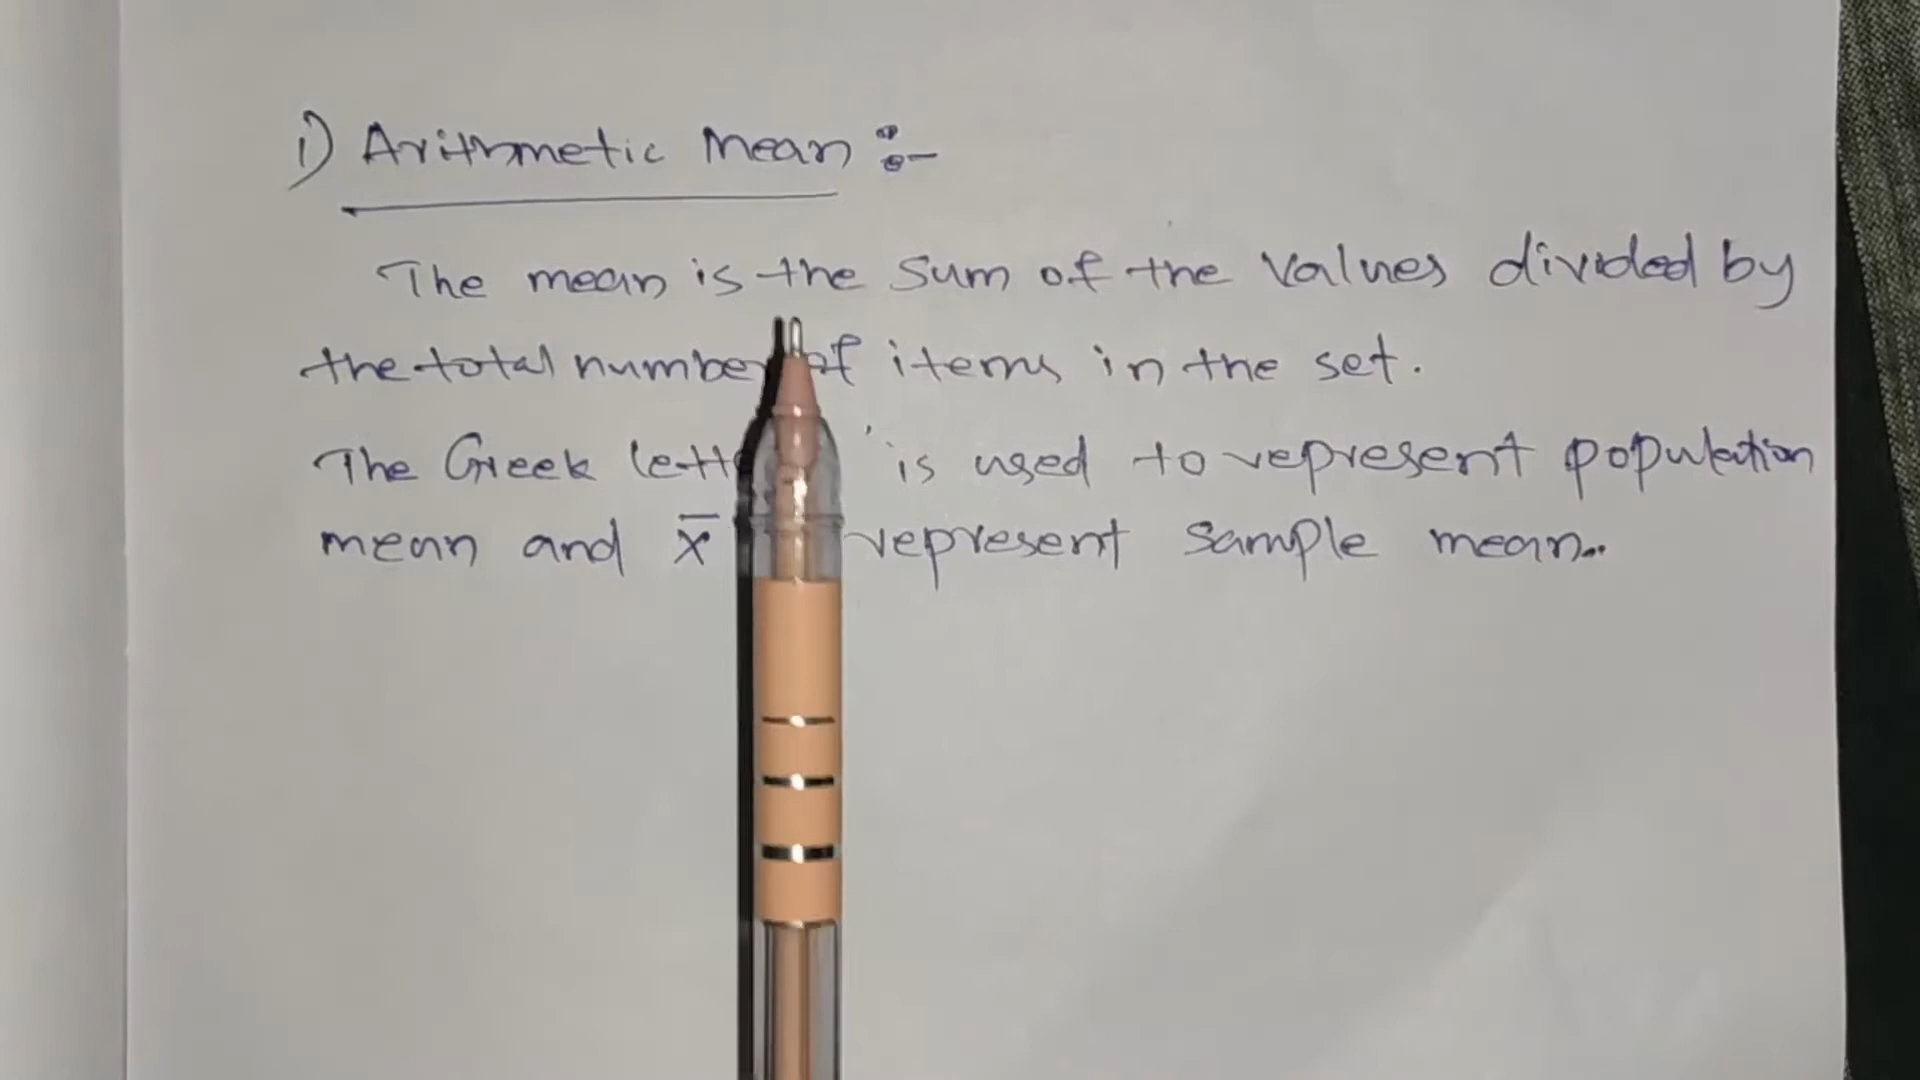 1) Arithmetic Mean :-
The mean is the sum of the values divided by
the total number of items in the set.
The Greek is used to represent population
mean and x̄ represent sample mean..